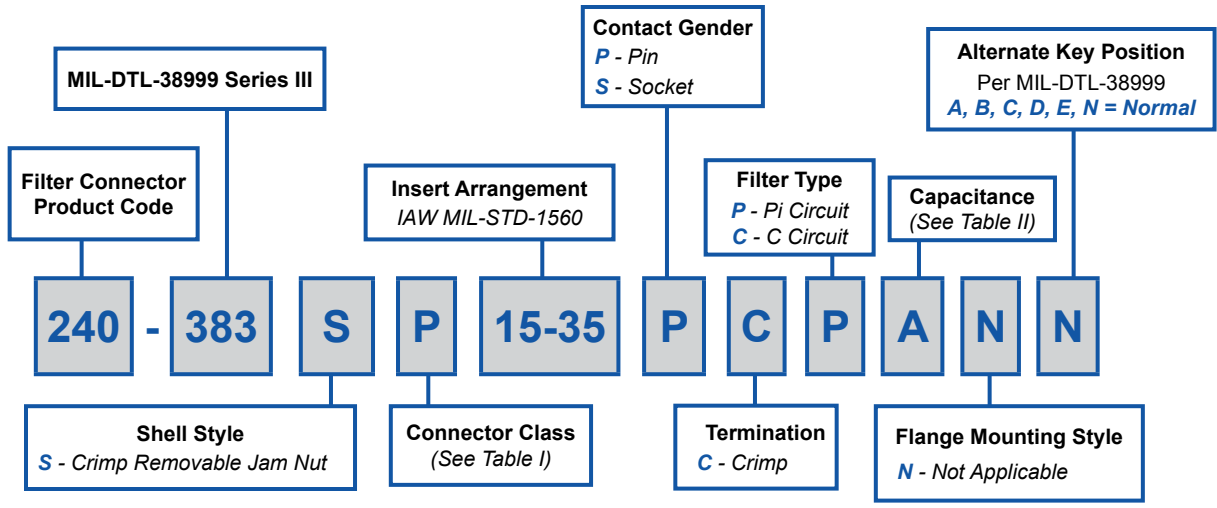 Contact Gender
P - Pin
S - Socket
Alternate Key Position
Per MIL-DTL-38999
A, B, C, D, E, N = Normal
MIL-DTL-38999 Series III
Filter Connector
Product Code
Insert Arrangement
IAW MIL-STD-1560
Filter Type
P - Pi Circuit
C - C Circuit
Capacitance
(See Table II)
240 - 383 S P 15-35 P C P A N N
Shell Style
S - Crimp Removable Jam Nut
Connector Class
(See Table I)
Termination
C - Crimp
Flange Mounting Style
N - Not Applicable